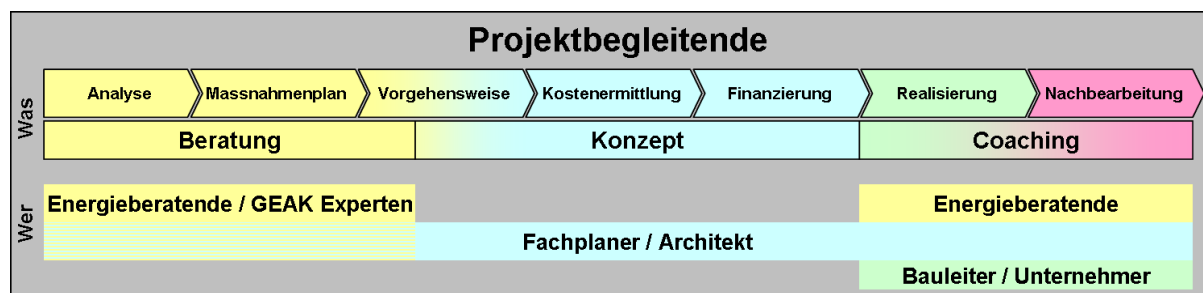 Projektbegleitende
Was
Analyse
Massnahmenplan
Vorgehensweise
Kostenermittlung
Finanzierung
Realisierung
Nachbearbeitung
Beratung
Konzept
Coaching
Wer
Energieberatende / GEAK Experten
Energieberatende
Fachplaner / Architekt
Bauleiter / Unternehmer